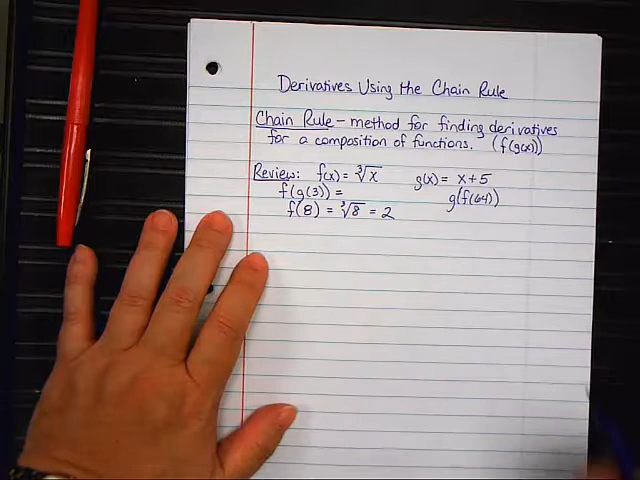 Derivatives Using the Chain Rule
Chain Rule - method for finding derivatives
for a composition of functions. (f(g(x)))
Review: f(x) = ∛x g(x) = x + 5
f(g(3)) = g(f(64))
f(8) = ∛8 = 2